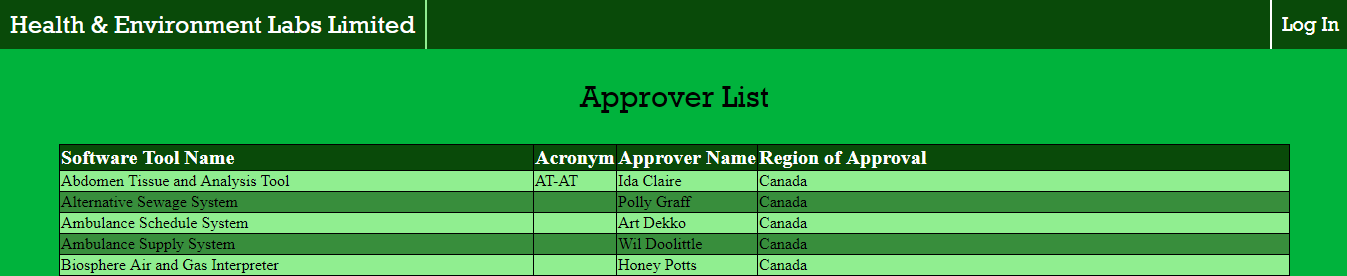 Health & Environment Labs Limited Log In
Approver List
Software Tool Name Acronym Approver Name Region of Approval
Abdomen Tissue and Analysis Tool AT-AT Ida Claire Canada
Alternative Sewage System Polly Graff Canada
Ambulance Schedule System Art Dekko Canada
Ambulance Supply System Wil Doolittle Canada
Biosphere Air and Gas Interpreter Honey Potts Canada